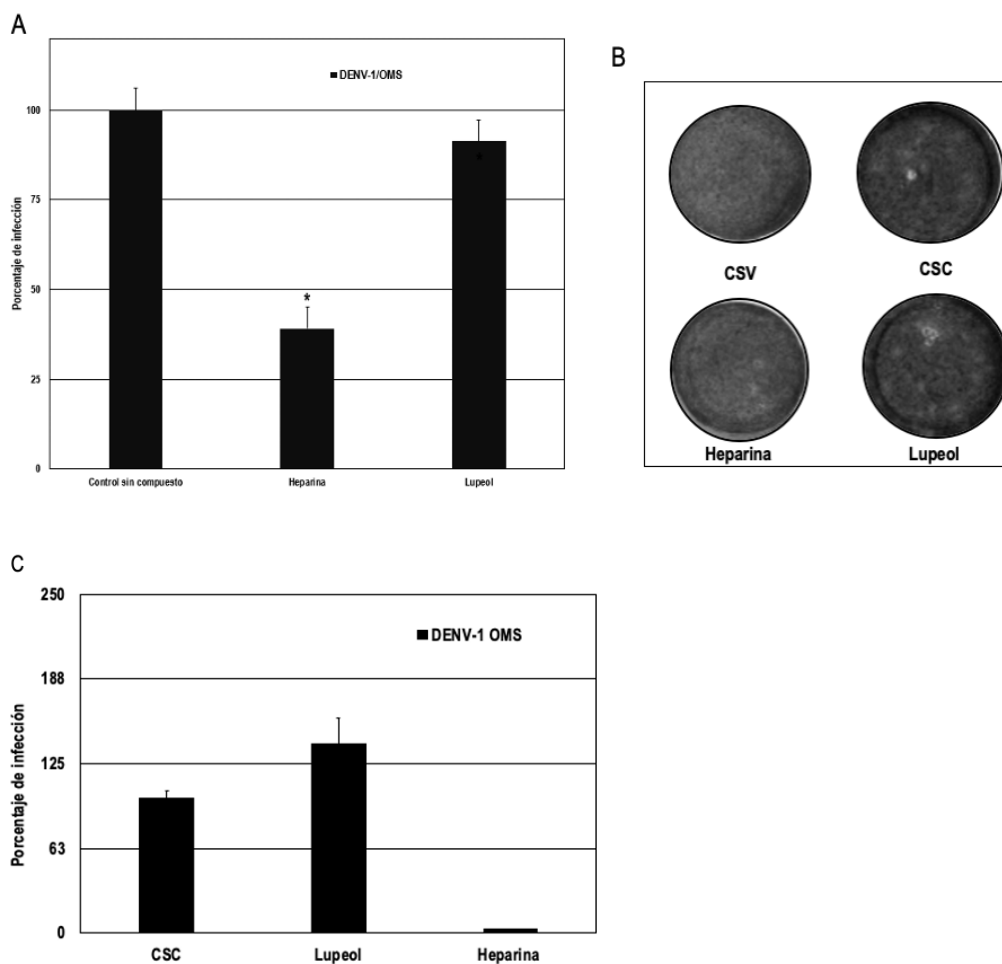 A
DENV-1/OMS
Porcentaje de infección
100
75
50
25
0
*
*
Control sin compuesto
Heparina
Lupeol
B
CSV
CSC
Heparina
Lupeol
C
DENV-1 OMS
Porcentaje de infección
250
188
125
63
0
CSC
Lupeol
Heparina